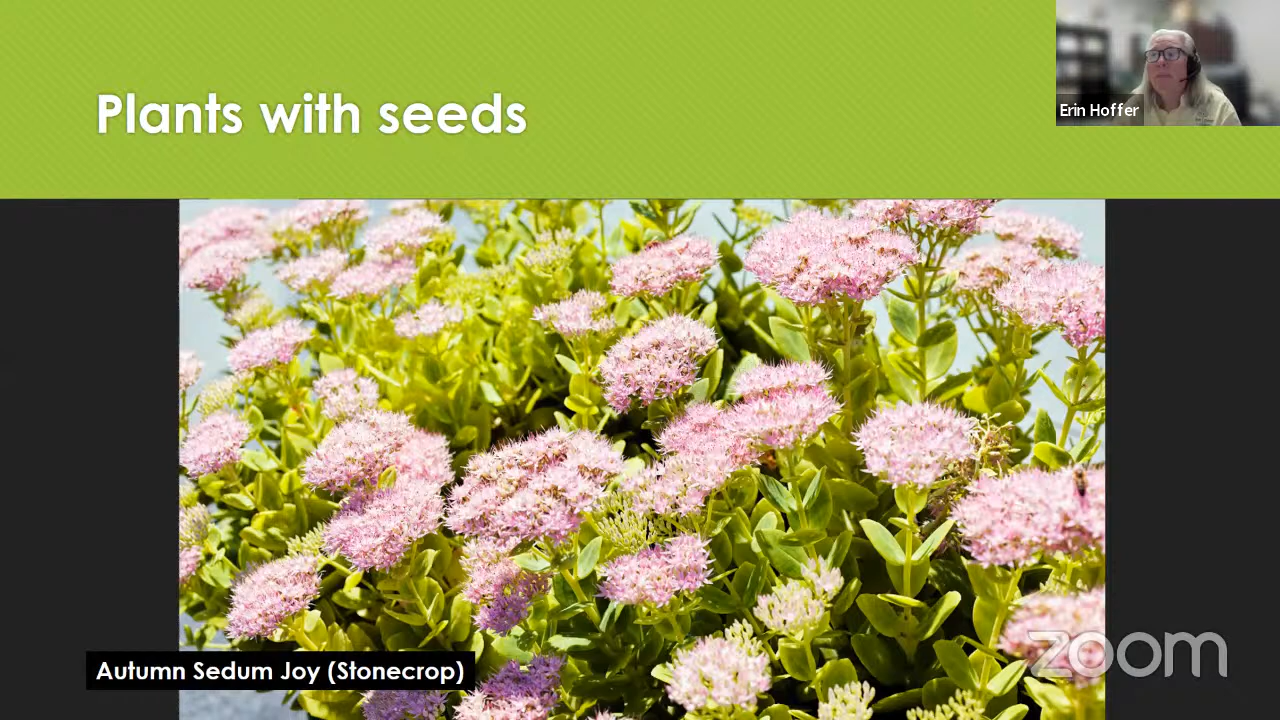 Plants with seeds
Erin Hoffer
Autumn Sedum Joy (Stonecrop)
zoom